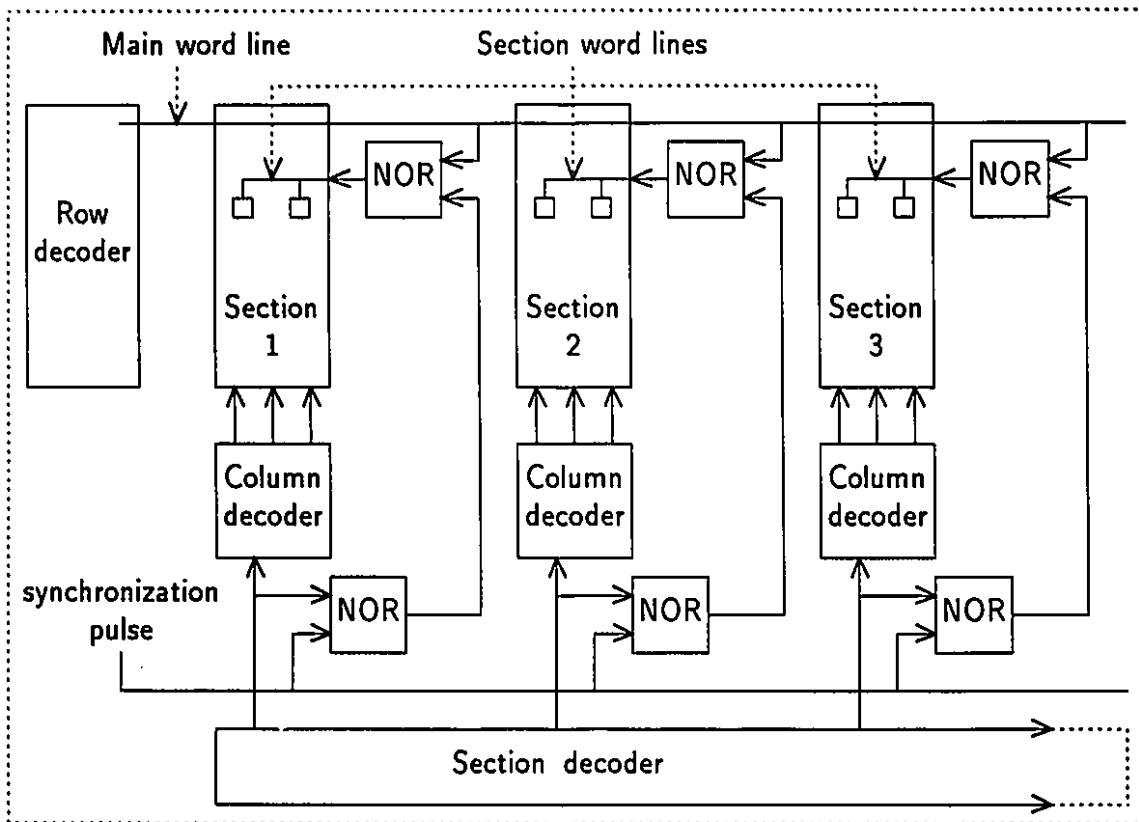 Main word line
Section word lines
NOR
NOR
NOR
Row
decoder
Section
1
Section
2
Section
3
Column
decoder
Column
decoder
Column
decoder
synchronization
pulse
NOR
NOR
NOR
Section decoder